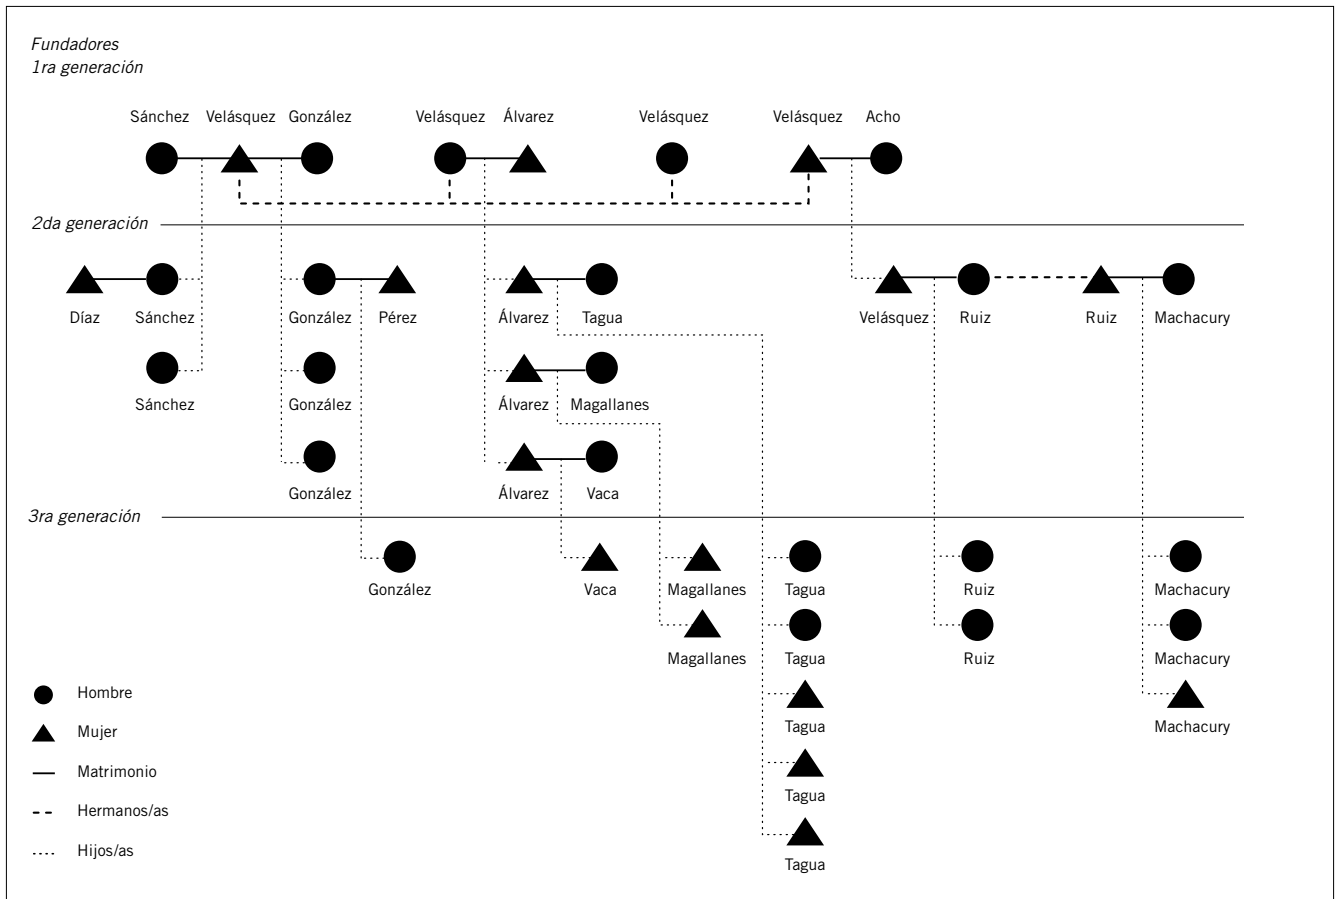 Fundadores
1ra generación
Sánchez Velásquez González Velásquez Álvarez Velásquez Velásquez Acho
2da generación
Díaz Sánchez González Pérez Álvarez Tagua Velásquez Ruiz Ruiz Machacury
Sánchez González Álvarez Magallanes
González Álvarez Vaca
3ra generación
González Vaca Magallanes Tagua Ruiz Machacury
Magallanes Tagua Ruiz Machacury
Hombre
Tagua Machacury
Mujer
Matrimonio
Tagua
Hermanos/as
Hijos/as
Tagua